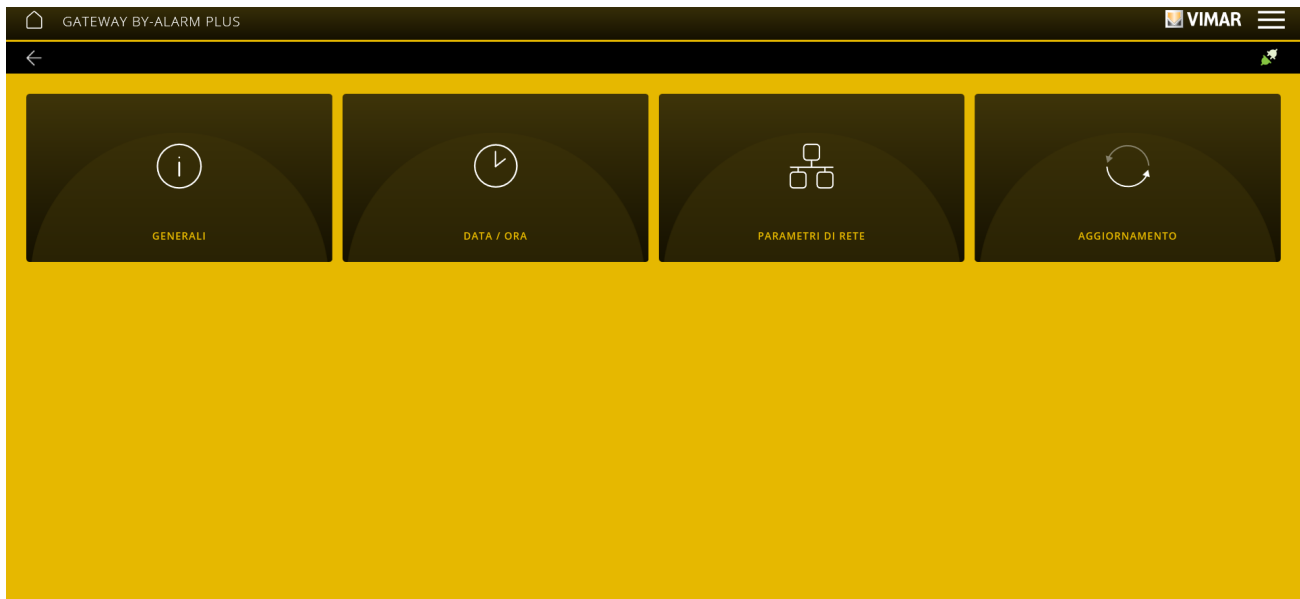 GATEWAY BY-ALARM PLUS
VIMAR
GENERALI
DATA / ORA
PARAMETRI DI RETE
AGGIORNAMENTO